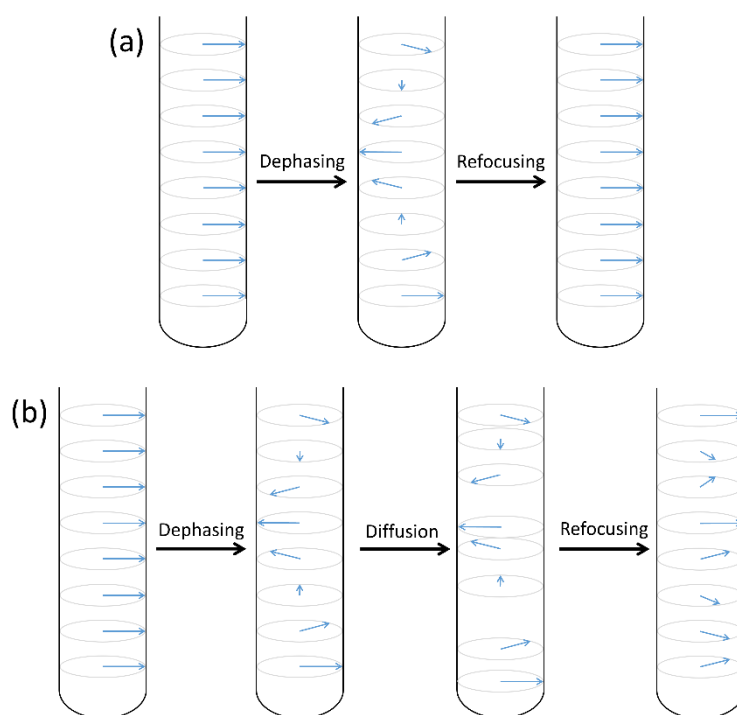 (a)
Dephasing
Refocusing
(b)
Dephasing
Diffusion
Refocusing